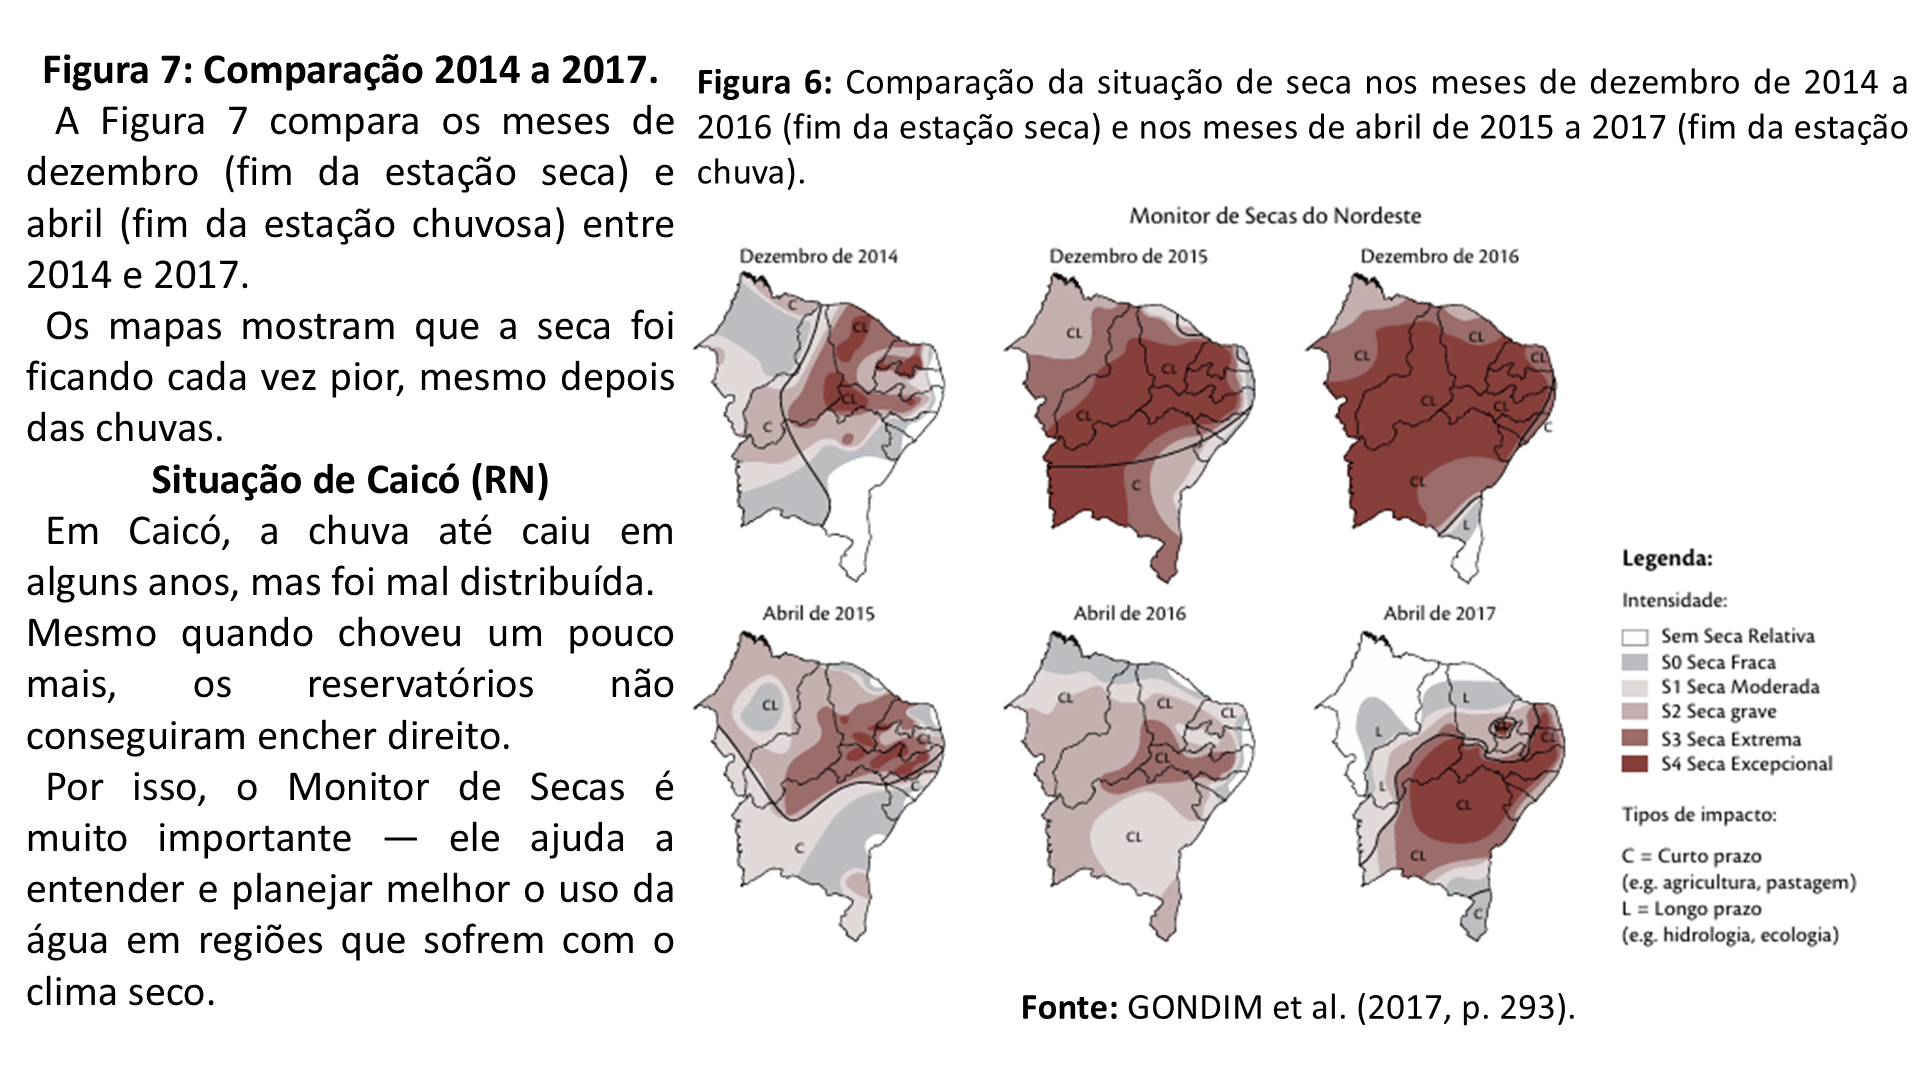 Figura 7: Comparação 2014 a 2017.
A Figura 7 compara os meses de
dezembro (fim da estação seca) e
abril (fim da estação chuvosa) entre
2014 e 2017.
Os mapas mostram que a seca foi
ficando cada vez pior, mesmo depois
das chuvas.
Situação de Caicó (RN)
Em Caicó, a chuva até caiu em
alguns anos, mas foi mal distribuída.
Mesmo quando choveu um pouco
mais, os reservatórios não
conseguiram encher direito.
Por isso, o Monitor de Secas é
muito importante — ele ajuda a
entender e planejar melhor o uso da
água em regiões que sofrem com o
clima seco.
Figura 6: Comparação da situação de seca nos meses de dezembro de 2014 a
2016 (fim da estação seca) e nos meses de abril de 2015 a 2017 (fim da estação
chuva).
Monitor de Secas do Nordeste
Dezembro de 2014
C
CL
CL
C
Dezembro de 2015
CL
CL
CL
C
Dezembro de 2016
CL
CL
CL
CL
CL
C
CL
L
Abril de 2015
CL
CL
C
C
Abril de 2016
CL
CL
CL
CL
CL
Abril de 2017
L
L
CL
L
CL
CL
C
Legenda:
Intensidade:
Sem Seca Relativa
S0 Seca Fraca
S1 Seca Moderada
S2 Seca grave
S3 Seca Extrema
S4 Seca Excepcional
Tipos de impacto:
C = Curto prazo
(e.g. agricultura, pastagem)
L = Longo prazo
(e.g. hidrologia, ecologia)
Fonte: GONDIM et al. (2017, p. 293).